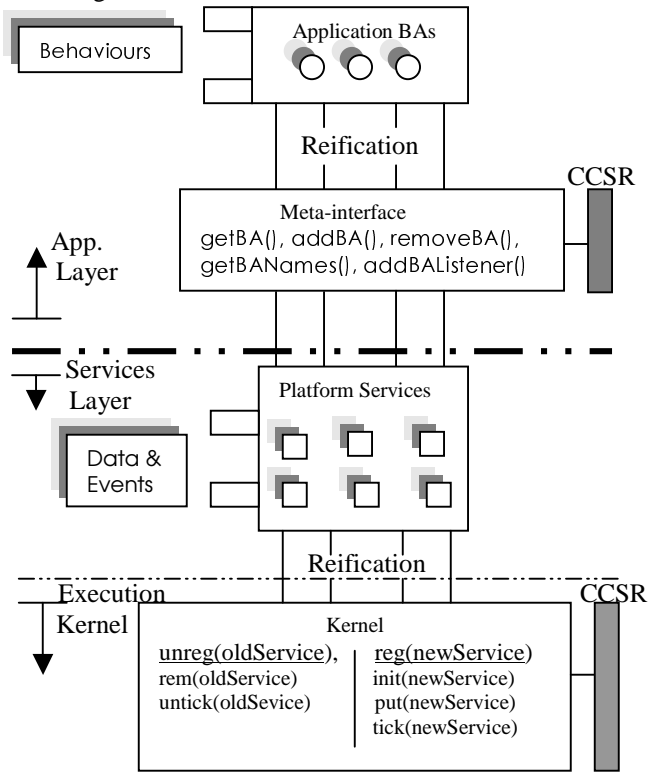 Application BAs
Behaviours
Reification
CCSR
Meta-interface
getBA(), addBA(), removeBA(),
getBANames(), addBAListener()
App.
Layer
Services
Layer
Platform Services
Data &
Events
Reification
Execution
Kernel
CCSR
Kernel
unreg(oldService),
rem(oldService)
untick(oldSevice)
reg(newService)
init(newService)
put(newService)
tick(newService)